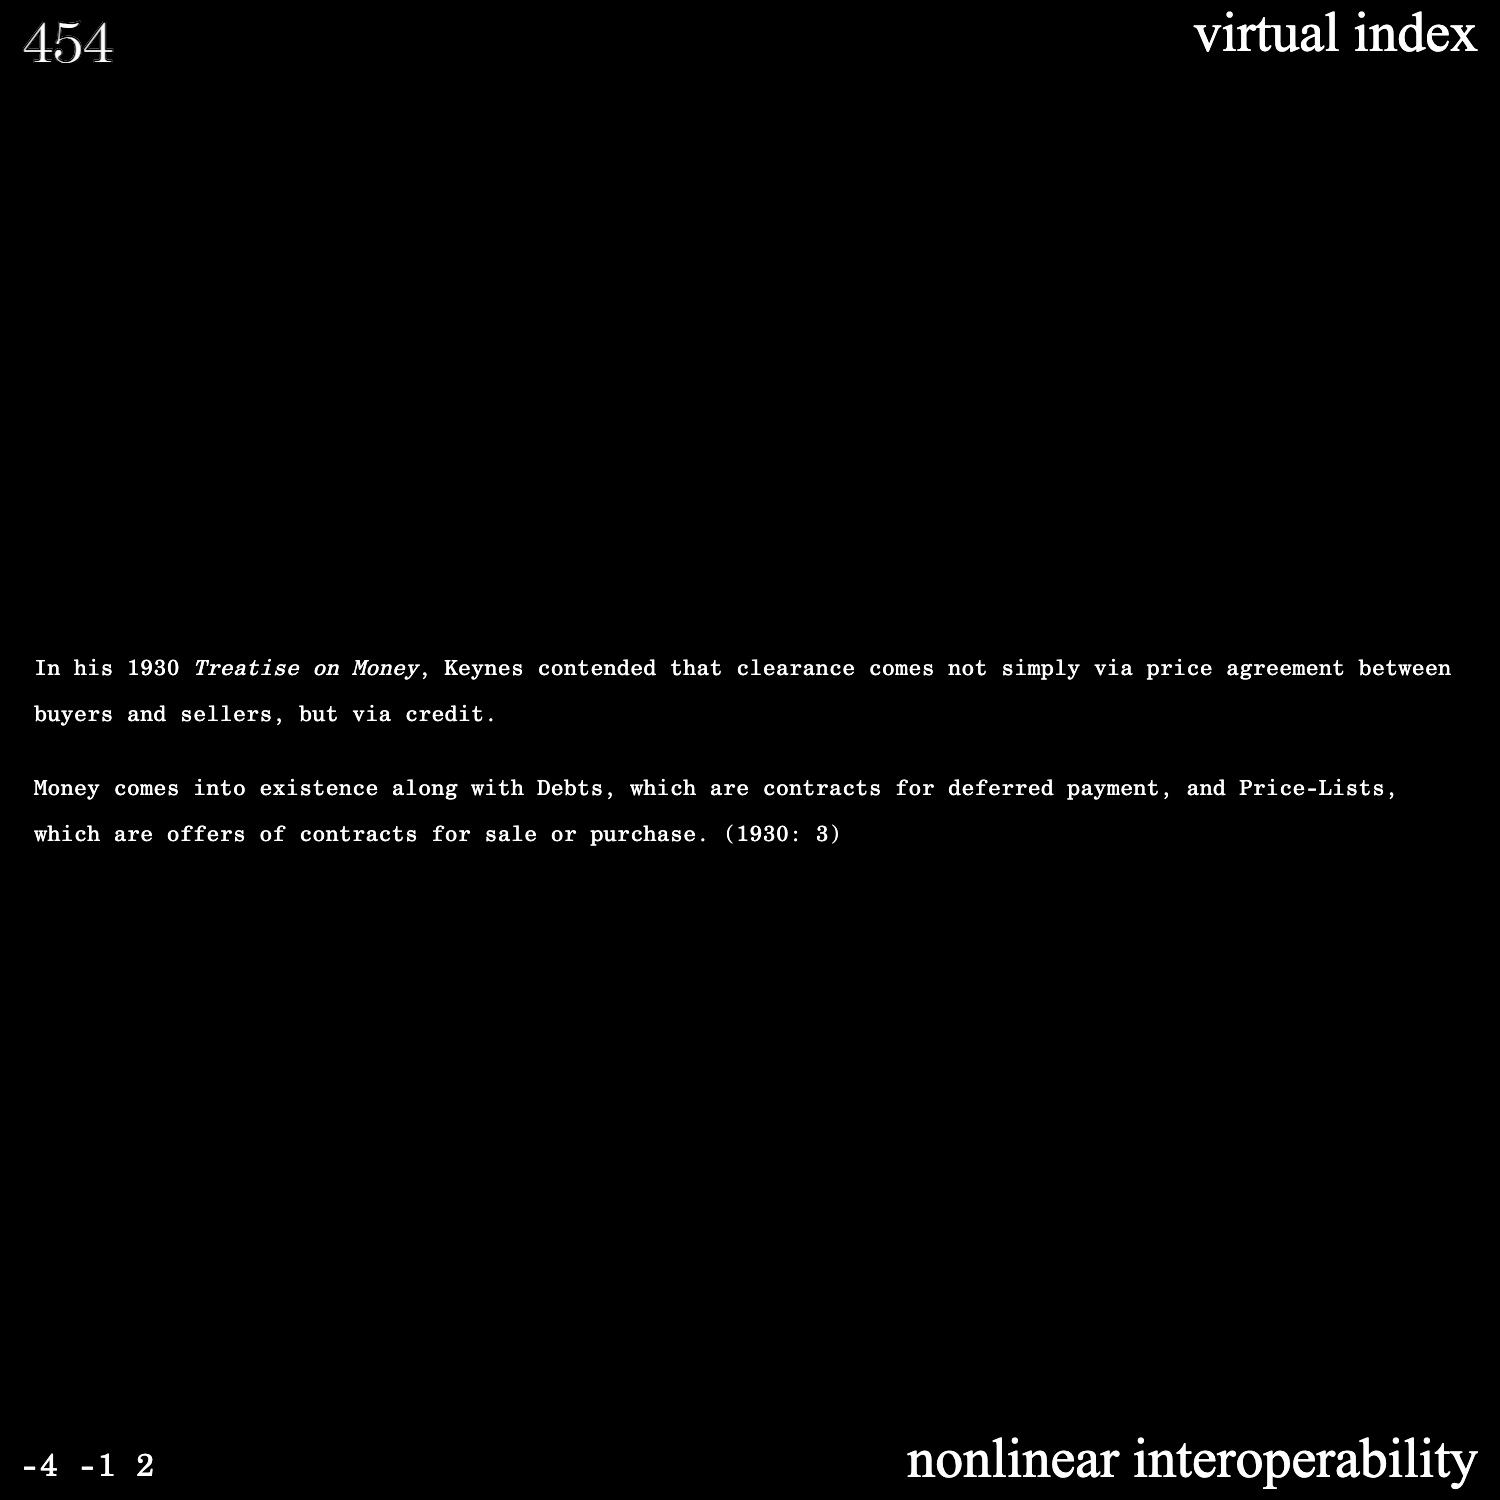 454
virtual index
In his 1930 Treatise on Money, Keynes contended that clearance comes not simply via price agreement between
buyers and sellers, but via credit.
Money comes into existence along with Debts, which are contracts for deferred payment, and Price-Lists,
which are offers of contracts for sale or purchase. (1930: 3)
-4 -1 2
nonlinear interoperability